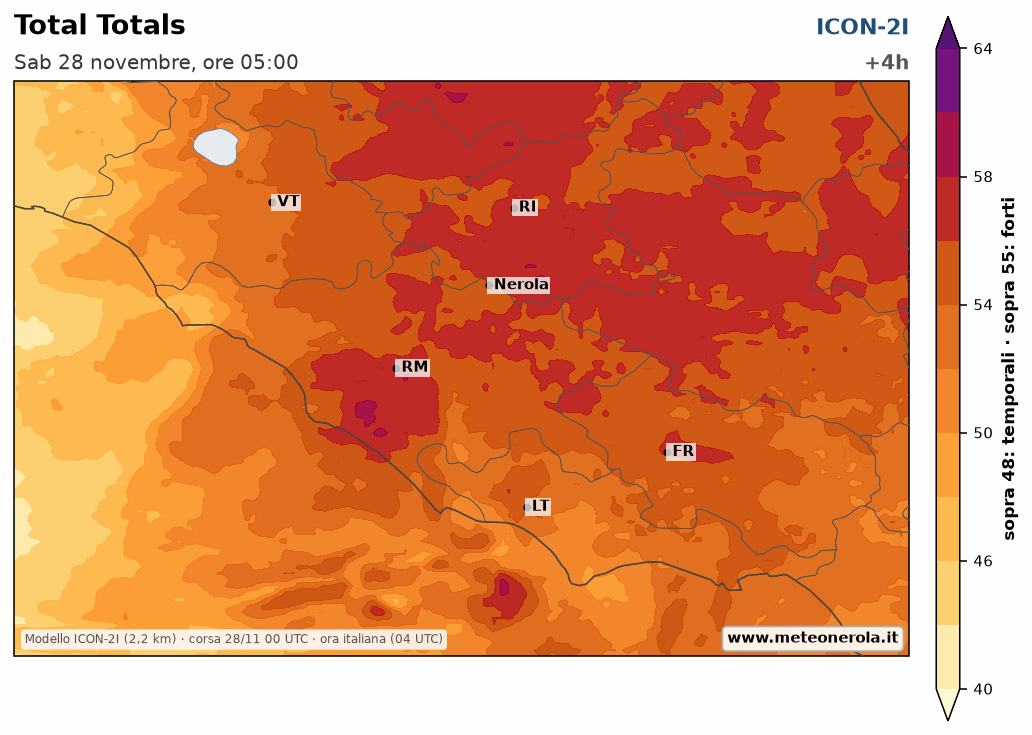 Total Totals
ICON-2I
Sab 28 novembre, ore 05:00
+4h
VT
RI
Nerola
RM
FR
LT
Modello ICON-2I (2,2 km) · corsa 28/11 00 UTC · ora italiana (04 UTC)
www.meteonerola.it
64
58
54
50
46
40
sopra 48: temporali · sopra 55: forti